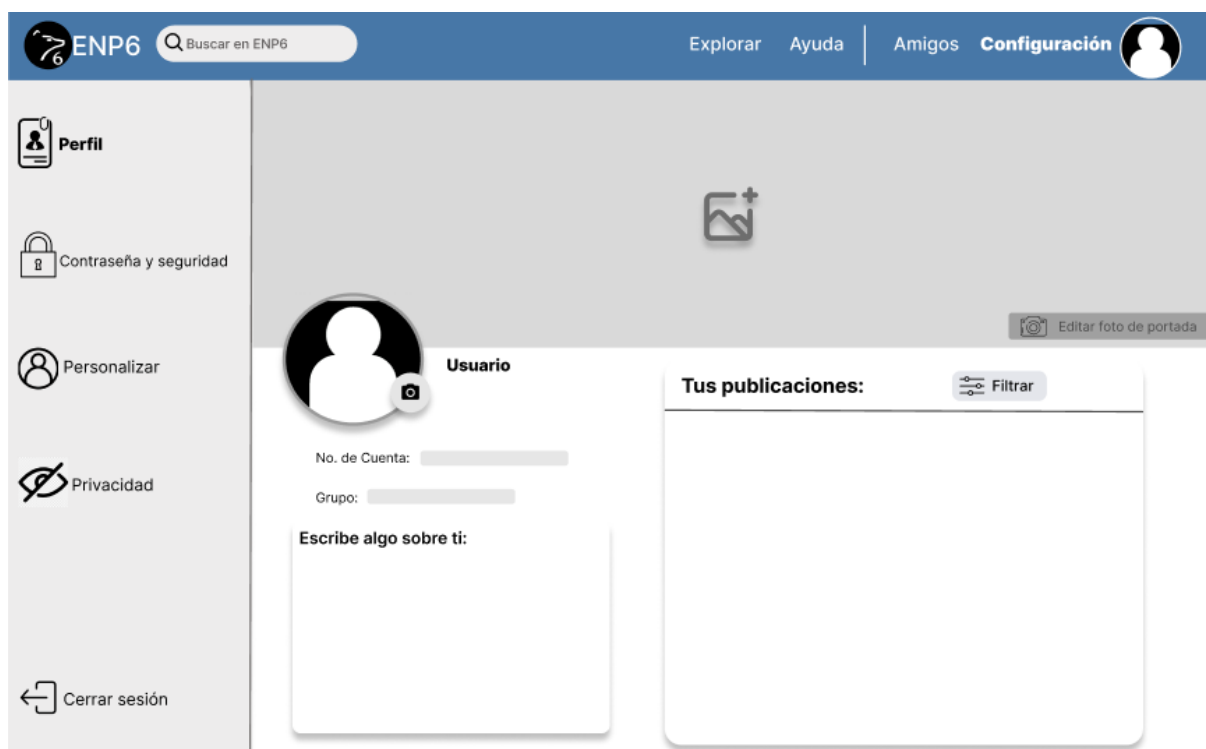 6
ENP6
Buscar en ENP6
Explorar
Ayuda
Amigos
Configuración
Perfil
Contraseña y seguridad
Personalizar
Privacidad
Cerrar sesión
Editar foto de portada
Usuario
No. de Cuenta:
Grupo:
Escribe algo sobre ti:
Tus publicaciones:
Filtrar